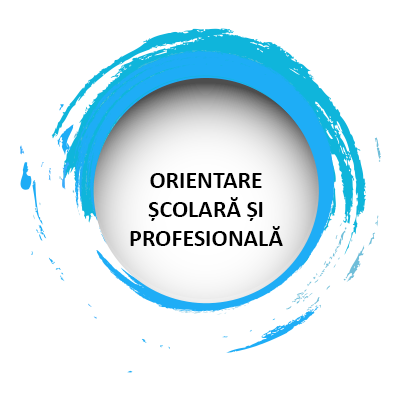 ORIENTARE
ȘCOLARĂ ȘI
PROFESIONALĂ